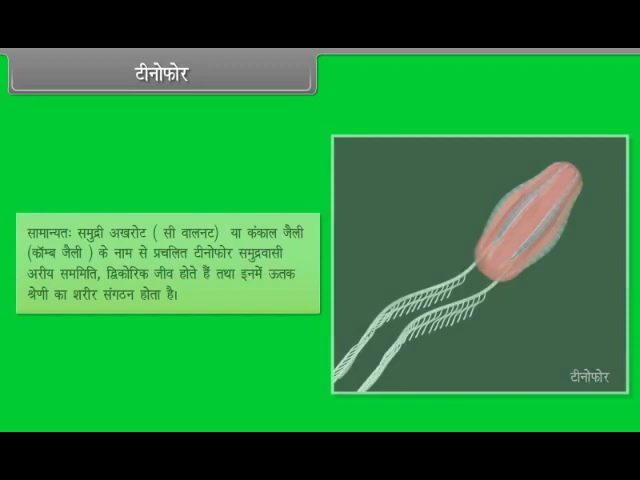 टीनोफोर
सामान्यतः समुद्री अखरोट ( सी वालनट) या कंकाल जैली
(कॉम्ब जैली ) के नाम से प्रचलित टीनोफोर समुद्रवासी
अरीय सममिति, द्विकोरिक जीव होते हैं तथा इनमें ऊतक
श्रेणी का शरीर संगठन होता है।
टीनोफोर